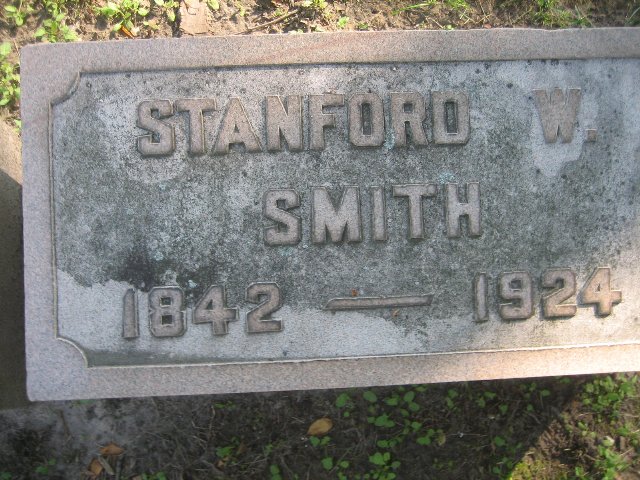 STANFORD W.
SMITH
1842 — 1924